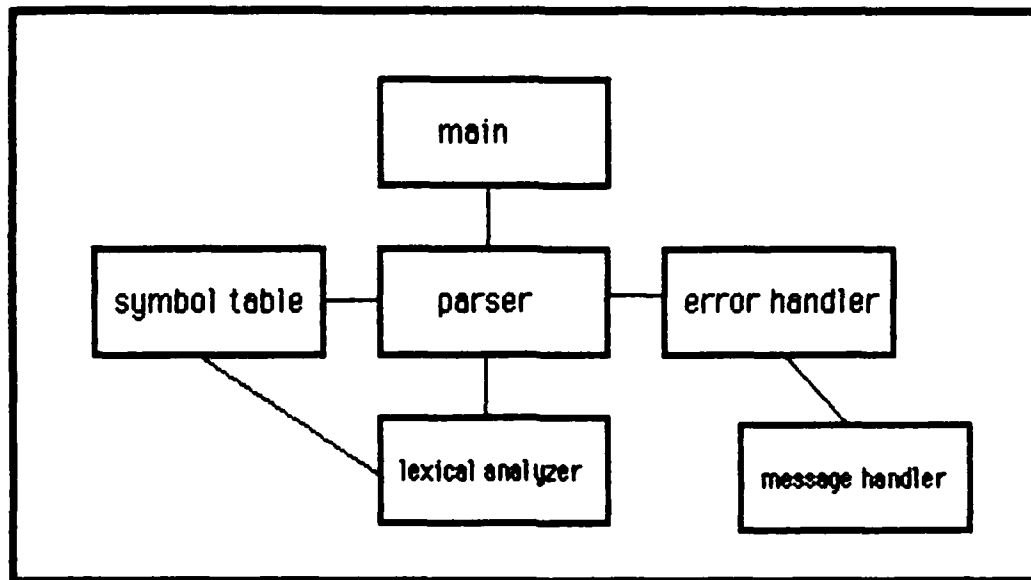 main
symbol table
parser
error handler
lexical analyzer
message handler